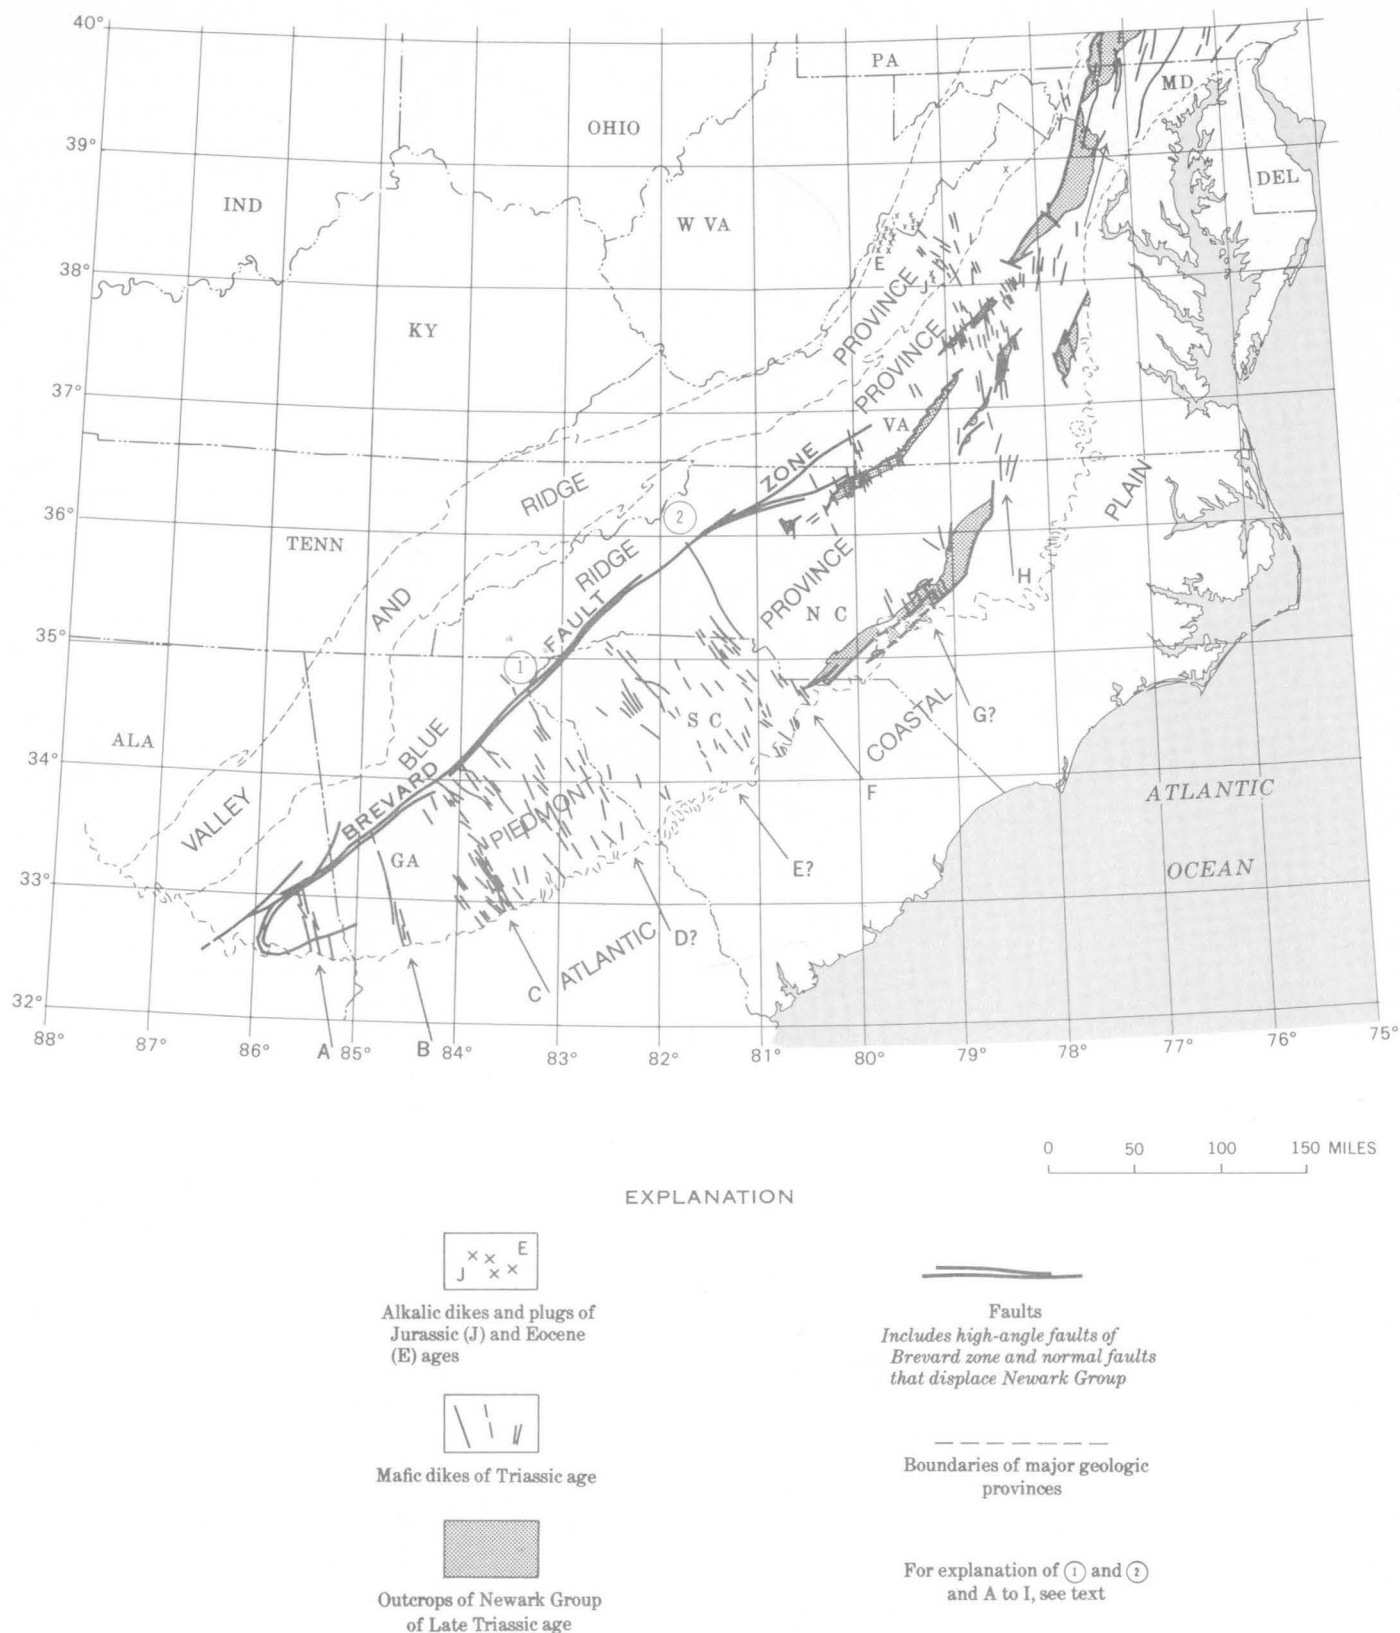 40°
PA
MD
39°
OHIO
DEL
IND
W VA
I
38°
E
J
KY
PROVINCE
PROVINCE
37°
VA
ZONE
RIDGE
PLAIN
36°
2
TENN
RIDGE
PROVINCE
H
AND
N C
35°
FAULT
1
S C
G?
ALA
BLUE
COASTAL
34°
F
ATLANTIC
BREVARD
PIEDMONT
VALLEY
GA
E?
OCEAN
33°
D?
ATLANTIC
C
32°
88°
87°
86°
A
85°
B
84°
83°
82°
81°
80°
79°
78°
77°
76°
75°
0 50 100 150 MILES
EXPLANATION
E
J
Alkalic dikes and plugs of
Jurassic (J) and Eocene
(E) ages
Mafic dikes of Triassic age
Outcrops of Newark Group
of Late Triassic age
Faults
Includes high-angle faults of
Brevard zone and normal faults
that displace Newark Group
Boundaries of major geologic
provinces
For explanation of 1 and 2
and A to I, see text